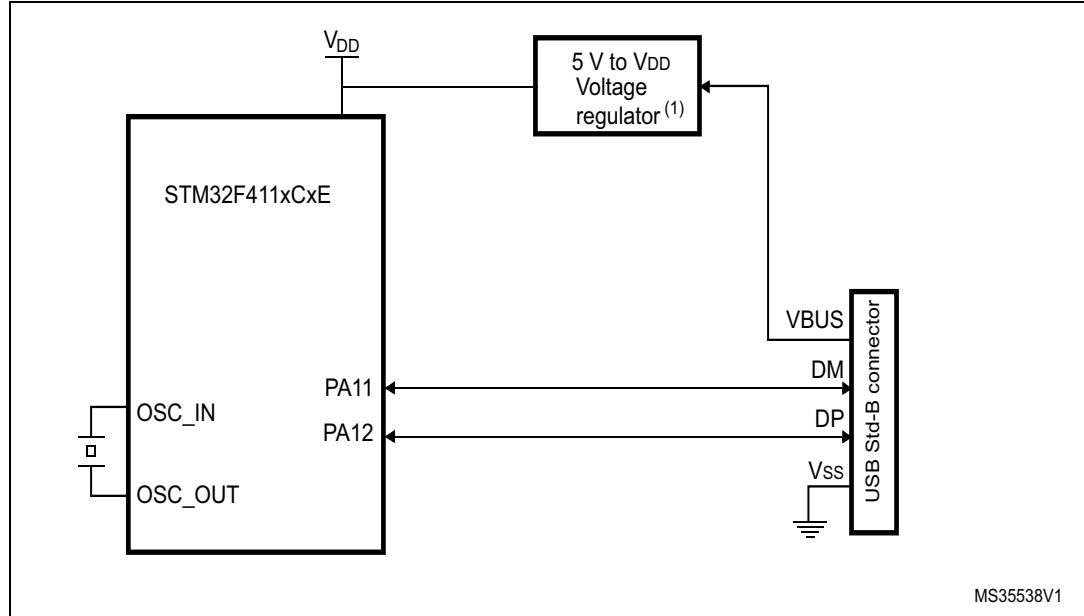 VDD
5 V to VDD
Voltage
regulator (1)
STM32F411xCxE
VBUS
DM
PA11
OSC_IN
DP
PA12
VSS
OSC_OUT
USB Std-B connector
MS35538V1